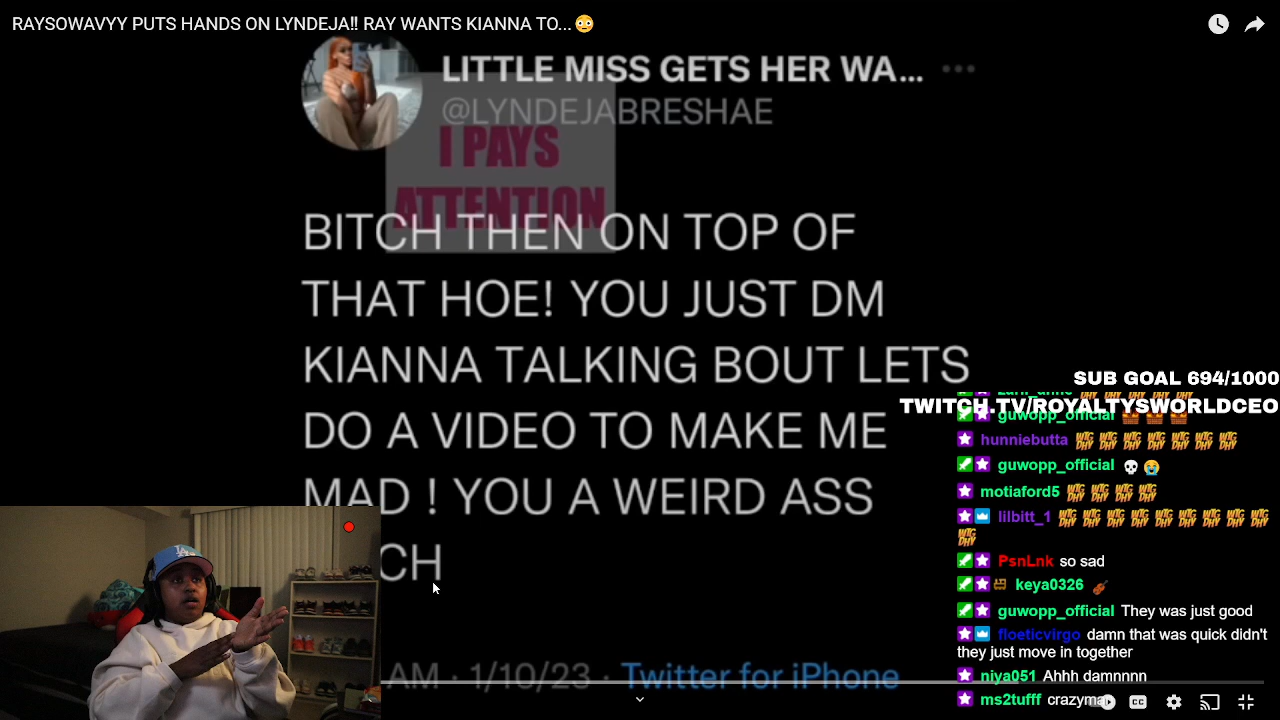 RAYSOWAVYY PUTS HANDS ON LYNDEJA!! RAY WANTS KIANNA TO...😳
LITTLE MISS GETS HER WA...
@LYNDEJABRESHAE
I PAYS
ATTENTION
BITCH THEN ON TOP OF
THAT HOE! YOU JUST DM
KIANNA TALKING BOUT LETS
DO A VIDEO TO MAKE ME
MAD ! YOU A WEIRD ASS
CH
AM · 1/10/23 · Twitter for iPhone
SUB GOAL 694/1000
TWITCH.TV/ROYALTYSWORLDCEO
guwopp_official
hunniebutta
guwopp_official 💀😭
motiaford5
lilbitt_1
PsnLnk so sad
keya0326 🎻
guwopp_official They was just good
floeticvirgo damn that was quick didn't
they just move in together
niya051 Ahhh damnnnn
ms2tufff crazyma
CC
LA